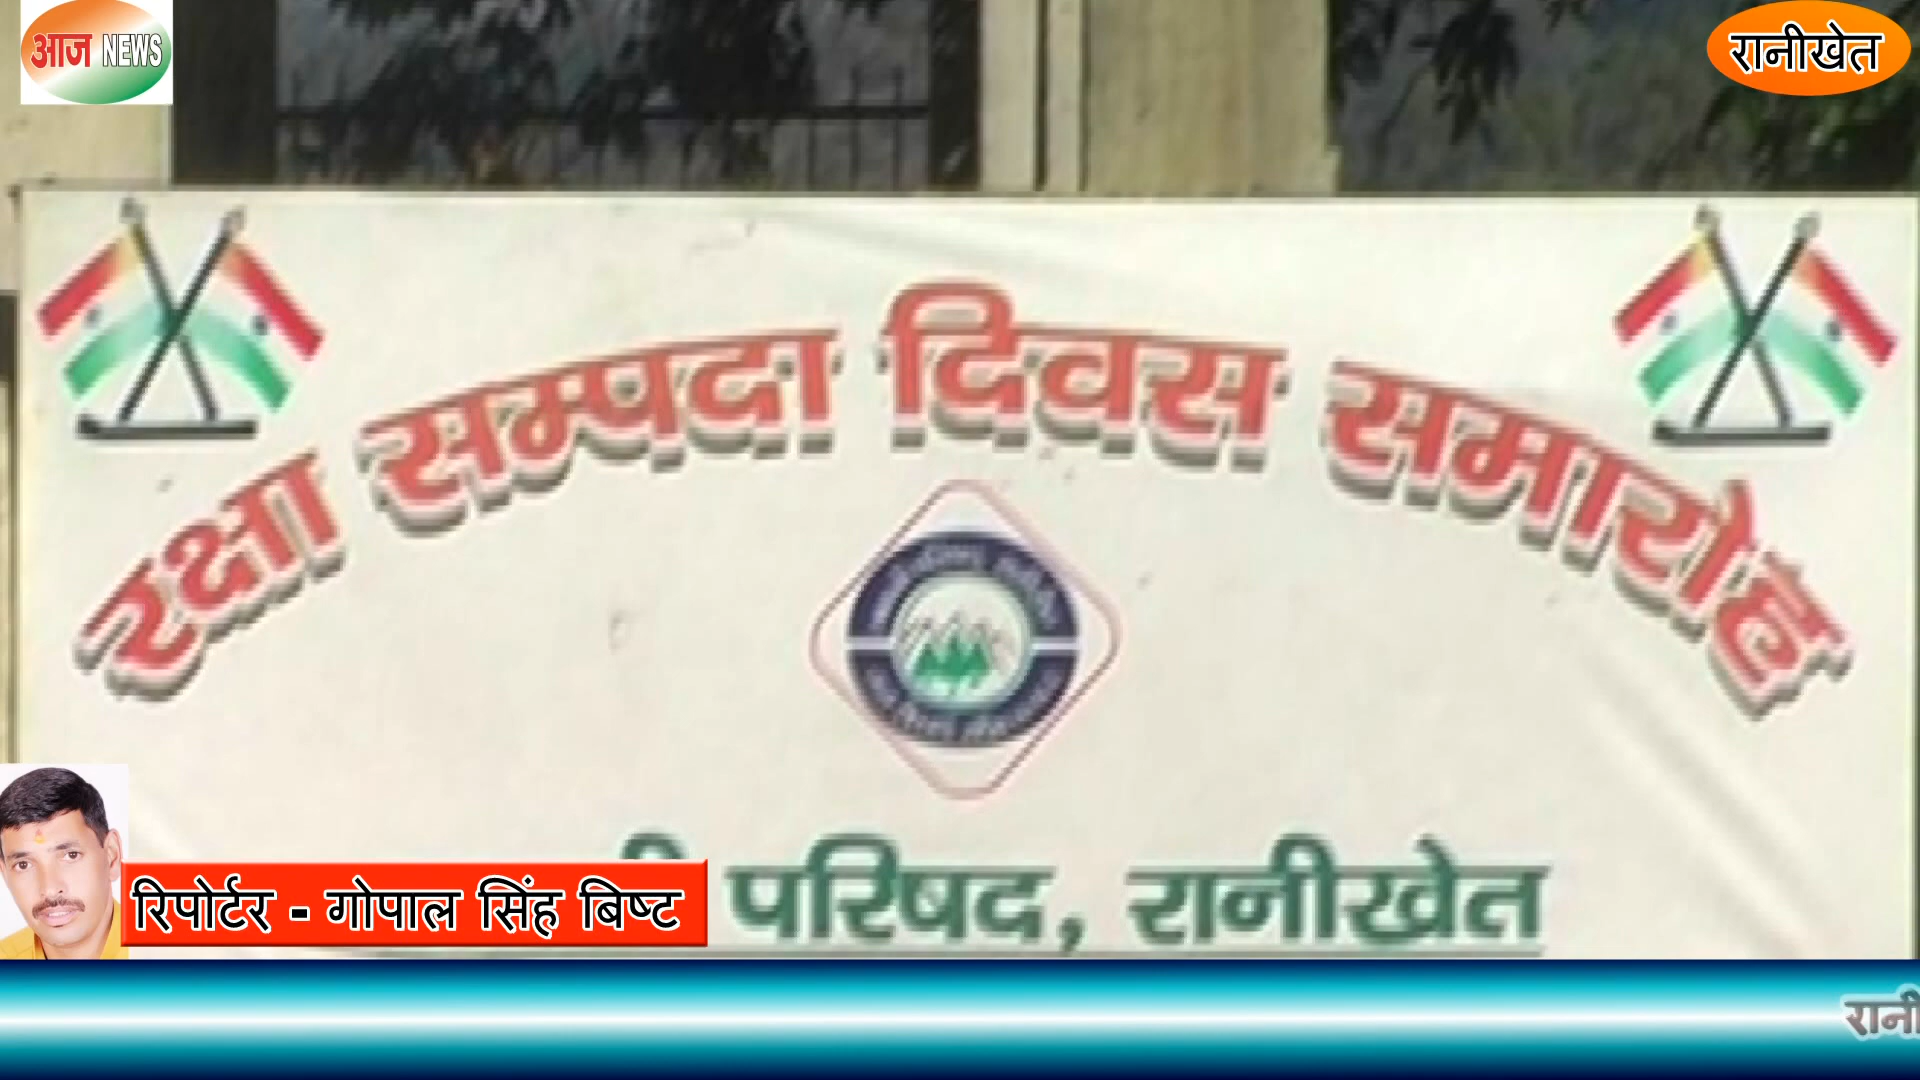 आज NEWS
रानीखेत
रक्षा सम्पदा दिवस समारोह
परिषद, रानीखेत
रिपोर्टर - गोपाल सिंह बिष्ट
रानी